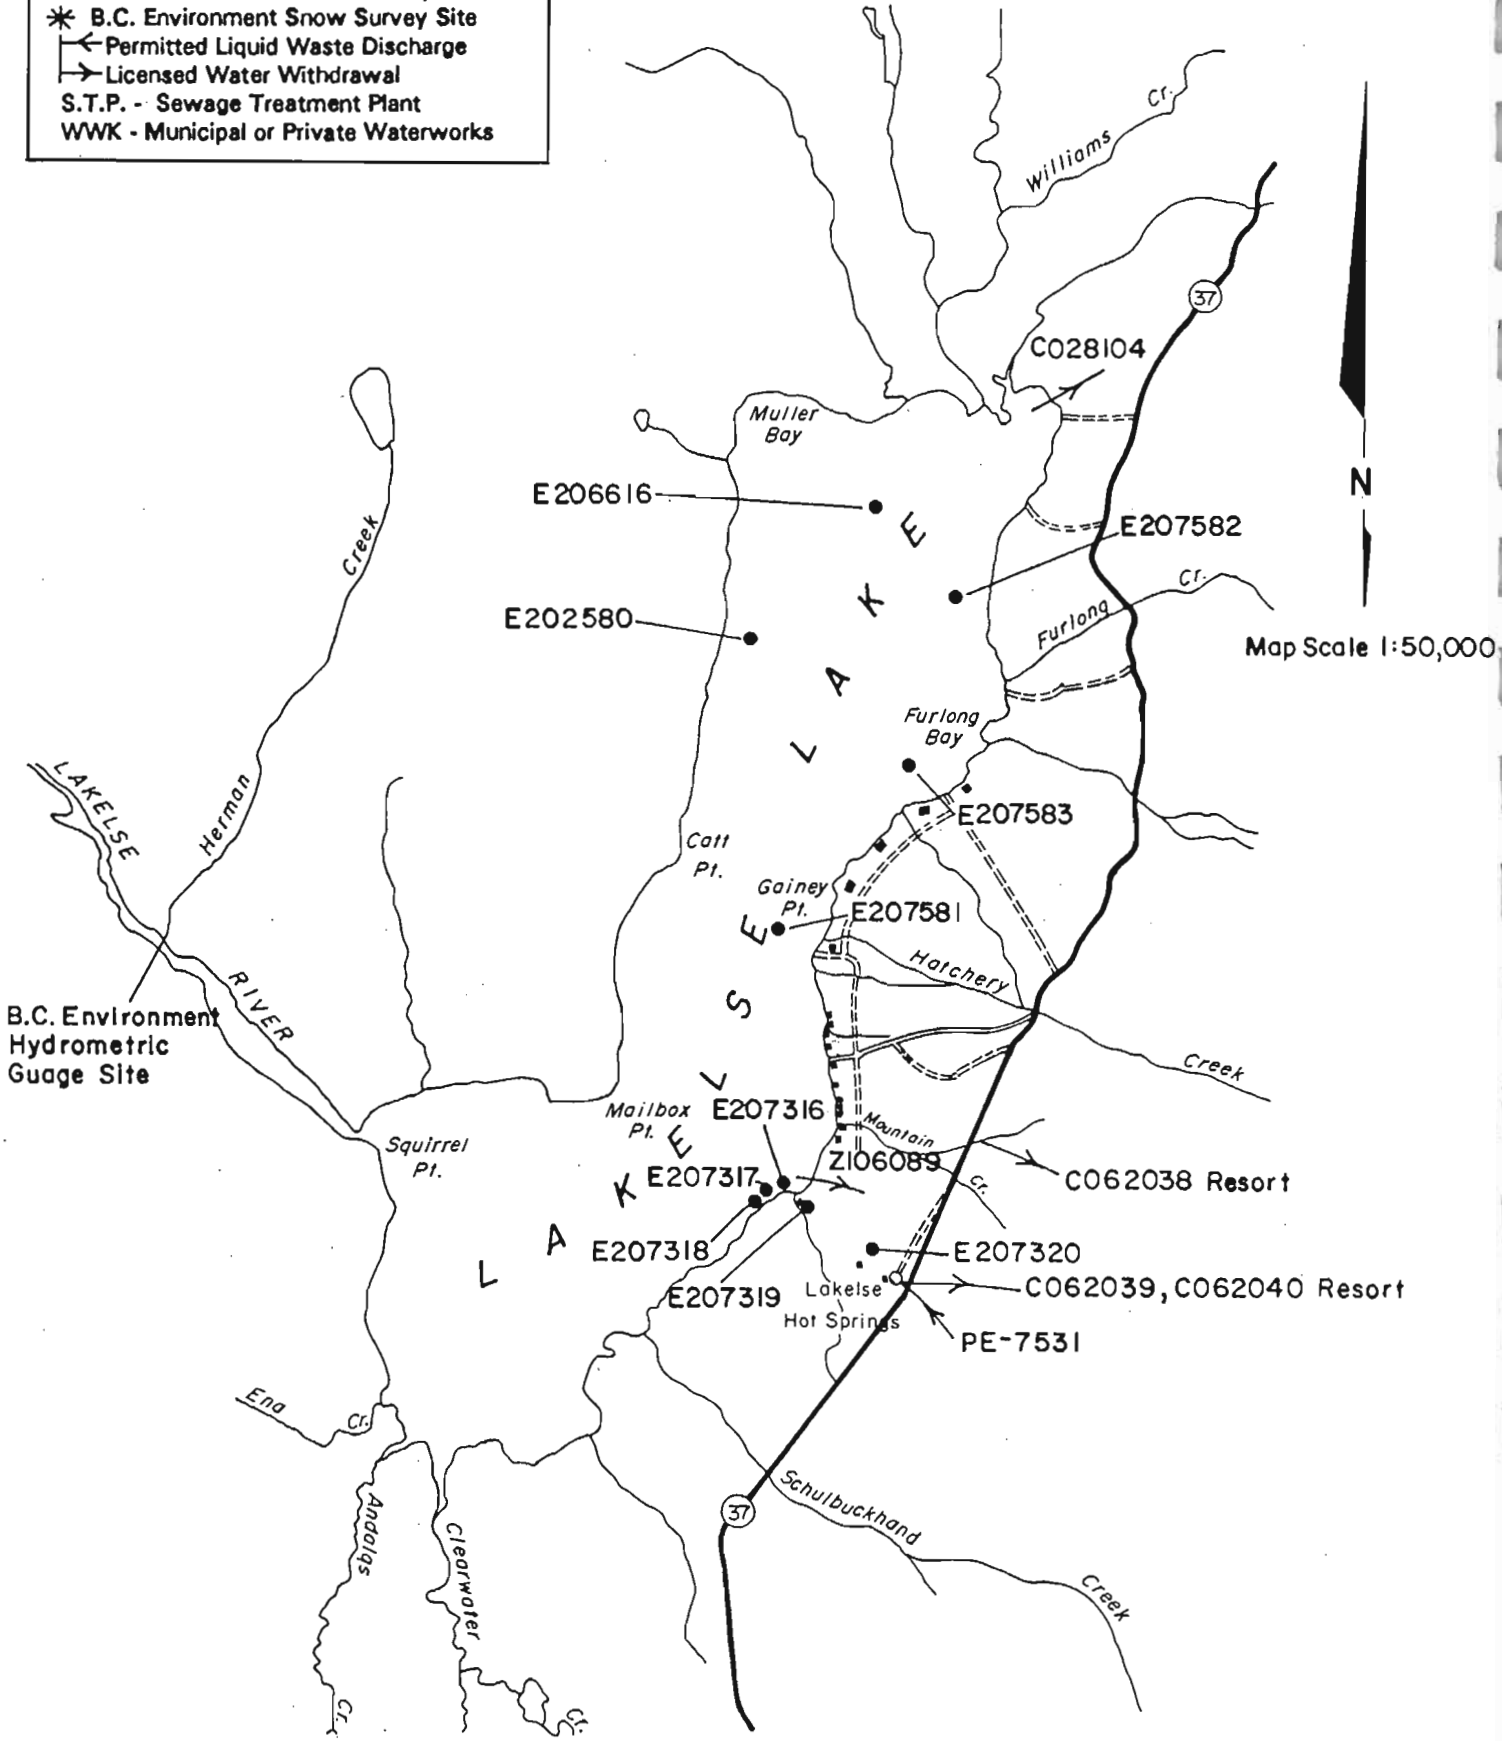 B.C. Environment Snow Survey Site
Permitted Liquid Waste Discharge
Licensed Water Withdrawal
S.T.P. - Sewage Treatment Plant
WWK - Municipal or Private Waterworks
Williams Cr.
37
C028104
Muller
Bay
E206616
E207582
N
Creek
Cr.
E202580
Furlong
Map Scale 1:50,000
Furlong
Bay
LAKELSE
Herman
E207583
Catt
Pt.
Gainey
Pt.
E207581
Hatchery
RIVER
B.C. Environment
Hydrometric
Guage Site
Creek
Mailbox
Pt.
E207316
Mountain
Squirrel
Pt.
Z106089
E207317
C062038 Resort
Cr.
LAKELSE LAKE
E207318
E207320
E207319
Lakelse
Hot Springs
C062039, C062040 Resort
PE-7531
Ena Cr.
Schulbuckhand
37
Andalqs
Clearwater
Creek
Cr.
Cr.